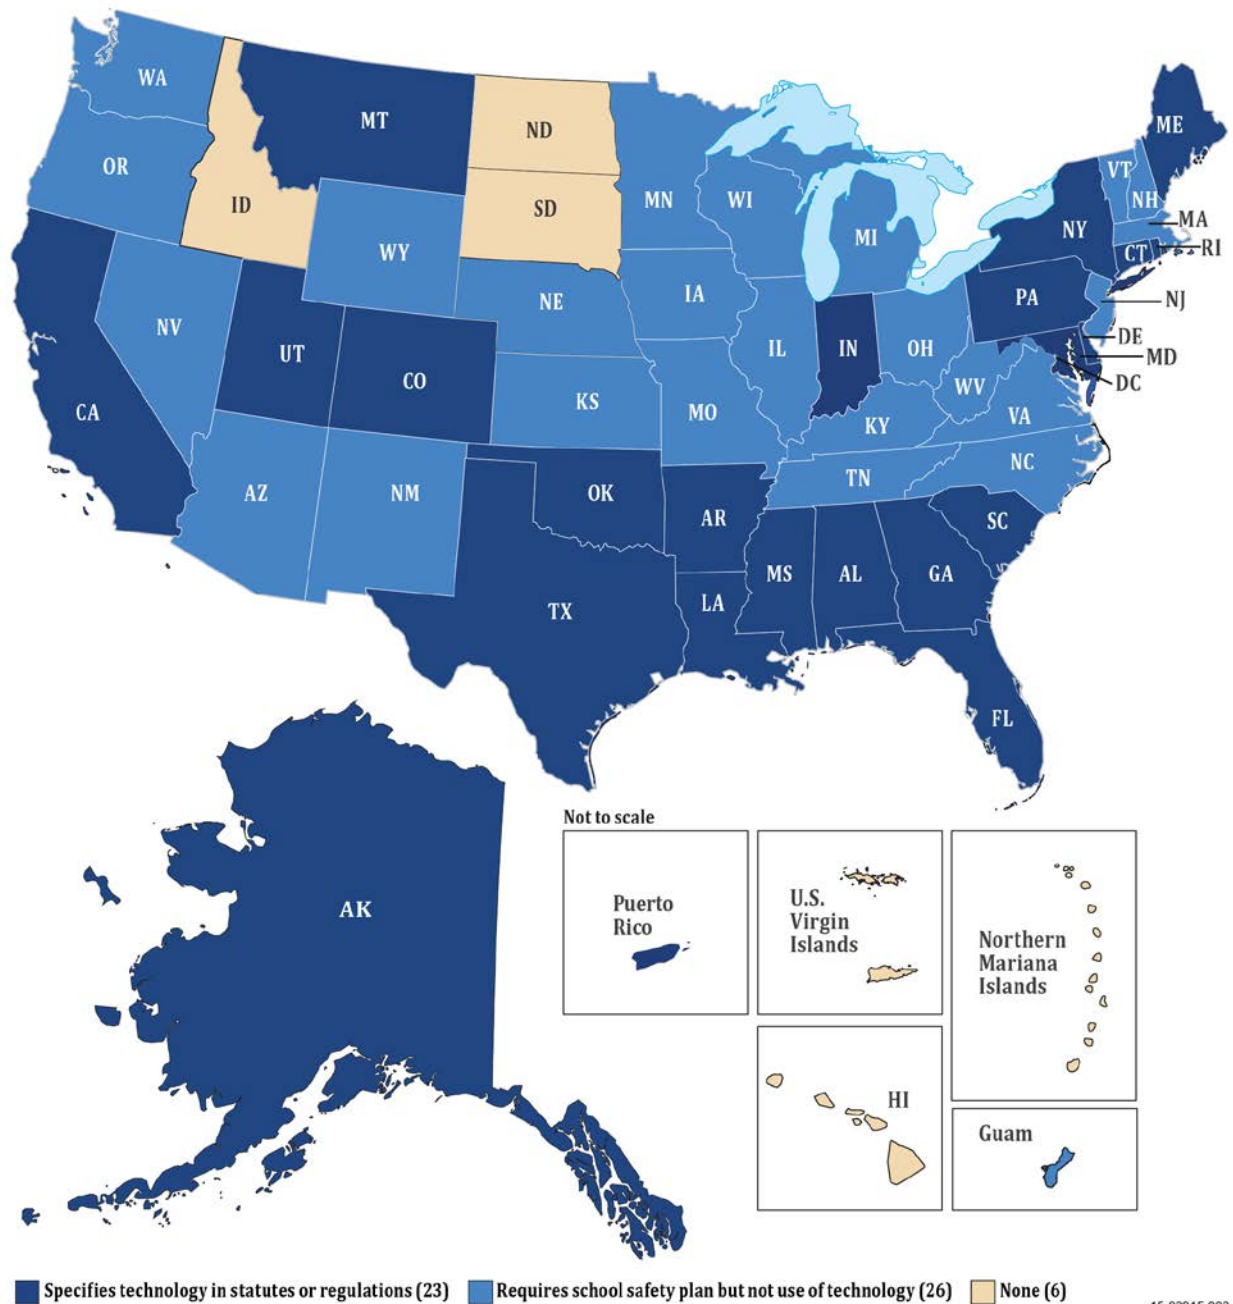 WA
MT
ND
ME
OR
ID
SD
MN
WI
VT
NH
MA
WY
MI
NY
CT
RI
NE
IA
PA
NJ
NV
UT
CO
IL
IN
OH
DE
MD
DC
CA
KS
MO
WV
KY
VA
AZ
NM
OK
TN
NC
AR
SC
TX
LA
MS
AL
GA
FL
Not to scale
AK
Puerto
Rico
U.S.
Virgin
Islands
Northern
Mariana
Islands
HI
Guam
Specifies technology in statutes or regulations (23)
Requires school safety plan but not use of technology (26)
None (6)